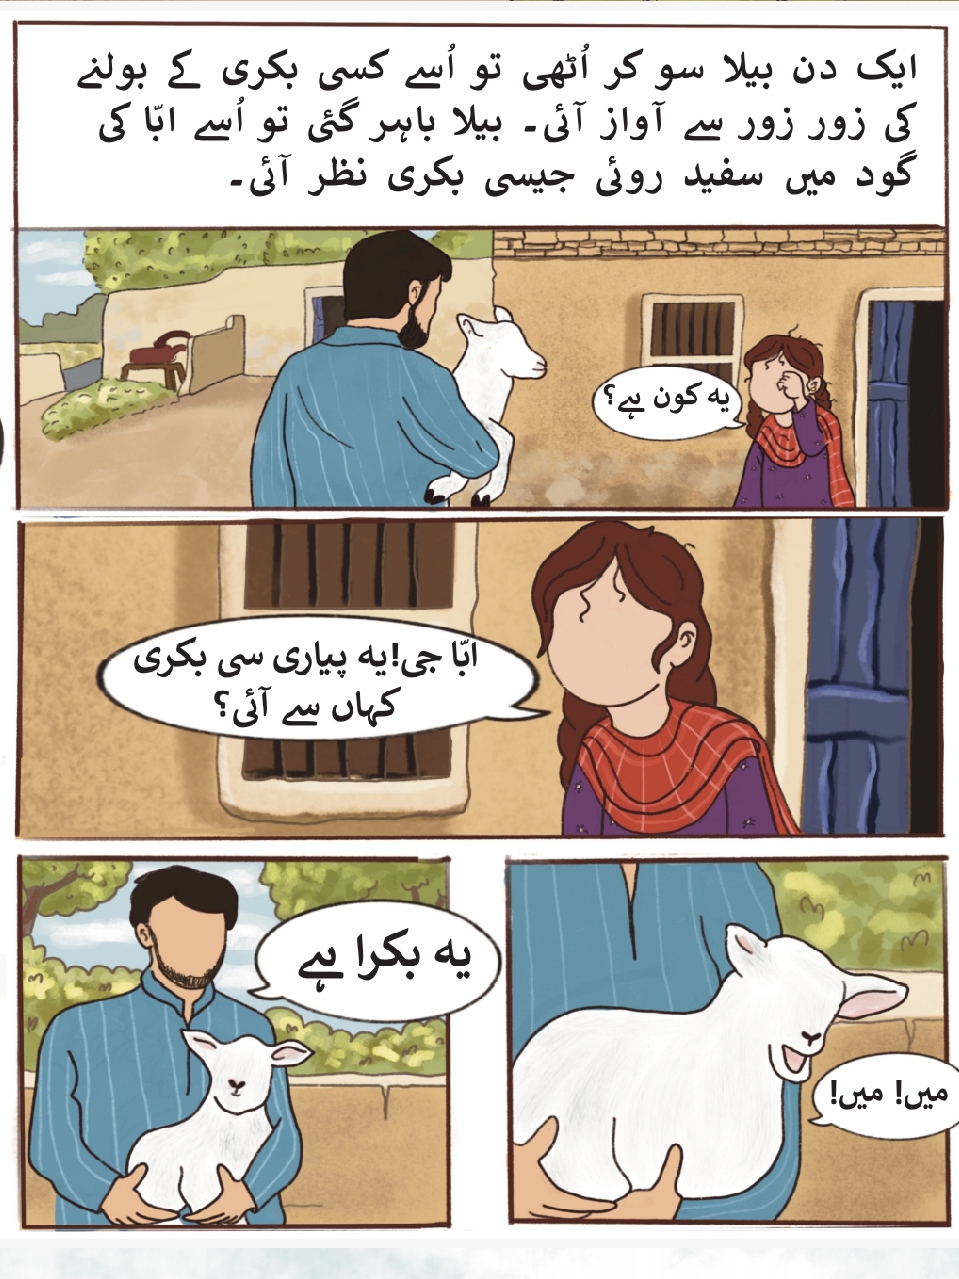 ایک دن بیلا سو کر اُٹھی تو اُسے کسی بکری کے بولنے
کی زور زور سے آواز آئی۔ بیلا باہر گئی تو اُسے ابّا کی
گود میں سفید روئی جیسی بکری نظر آئی۔
یہ کون ہے؟
ابّا جی!یہ پیاری سی بکری
کہاں سے آئی؟
یہ بکرا ہے
میں! میں!